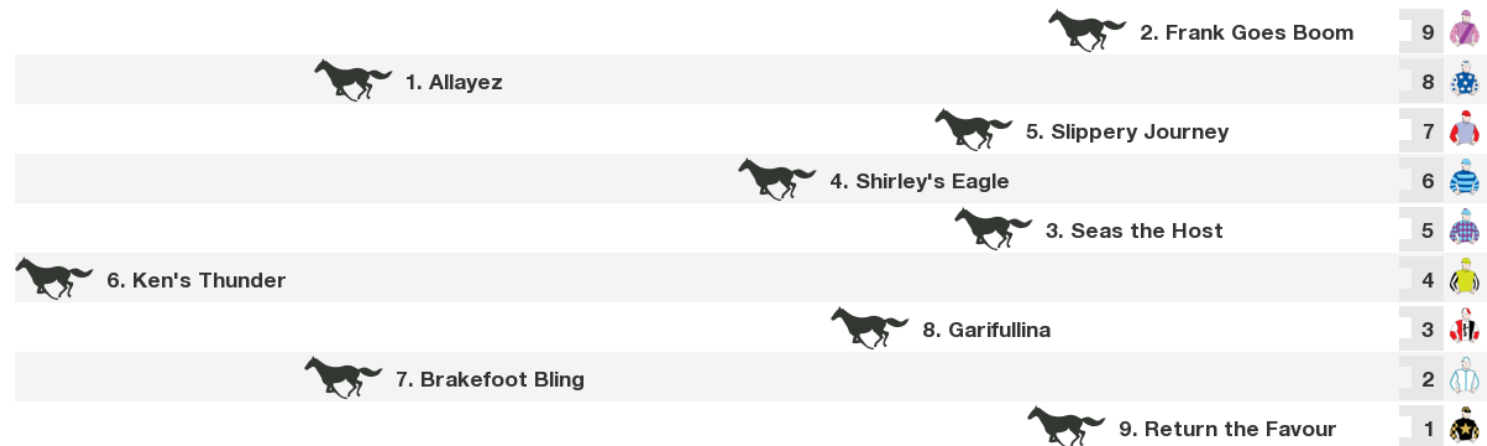 2. Frank Goes Boom 9
1. Allayez 8
5. Slippery Journey 7
4. Shirley's Eagle 6
3. Seas the Host 5
6. Ken's Thunder 4
8. Garifullina 3
7. Brakefoot Bling 2
9. Return the Favour 1